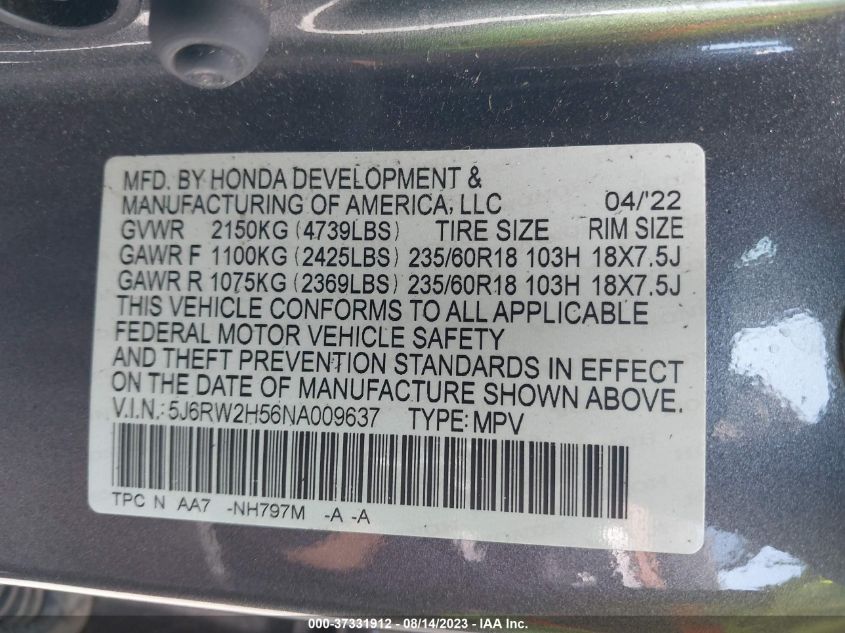 MFD. BY HONDA DEVELOPMENT &
MANUFACTURING OF AMERICA, LLC 04/'22
GVWR 2150KG (4739LBS) TIRE SIZE RIM SIZE
GAWR F 1100KG (2425LBS) 235/60R18 103H 18X7.5J
GAWR R 1075KG (2369LBS) 235/60R18 103H 18X7.5J
THIS VEHICLE CONFORMS TO ALL APPLICABLE
FEDERAL MOTOR VEHICLE SAFETY
AND THEFT PREVENTION STANDARDS IN EFFECT
ON THE DATE OF MANUFACTURE SHOWN ABOVE.
V.I.N.: 5J6RW2H56NA009637 TYPE: MPV
TPC N AA7 -NH797M -A -A
000-37331912 - 08/14/2023 - IAA Inc.